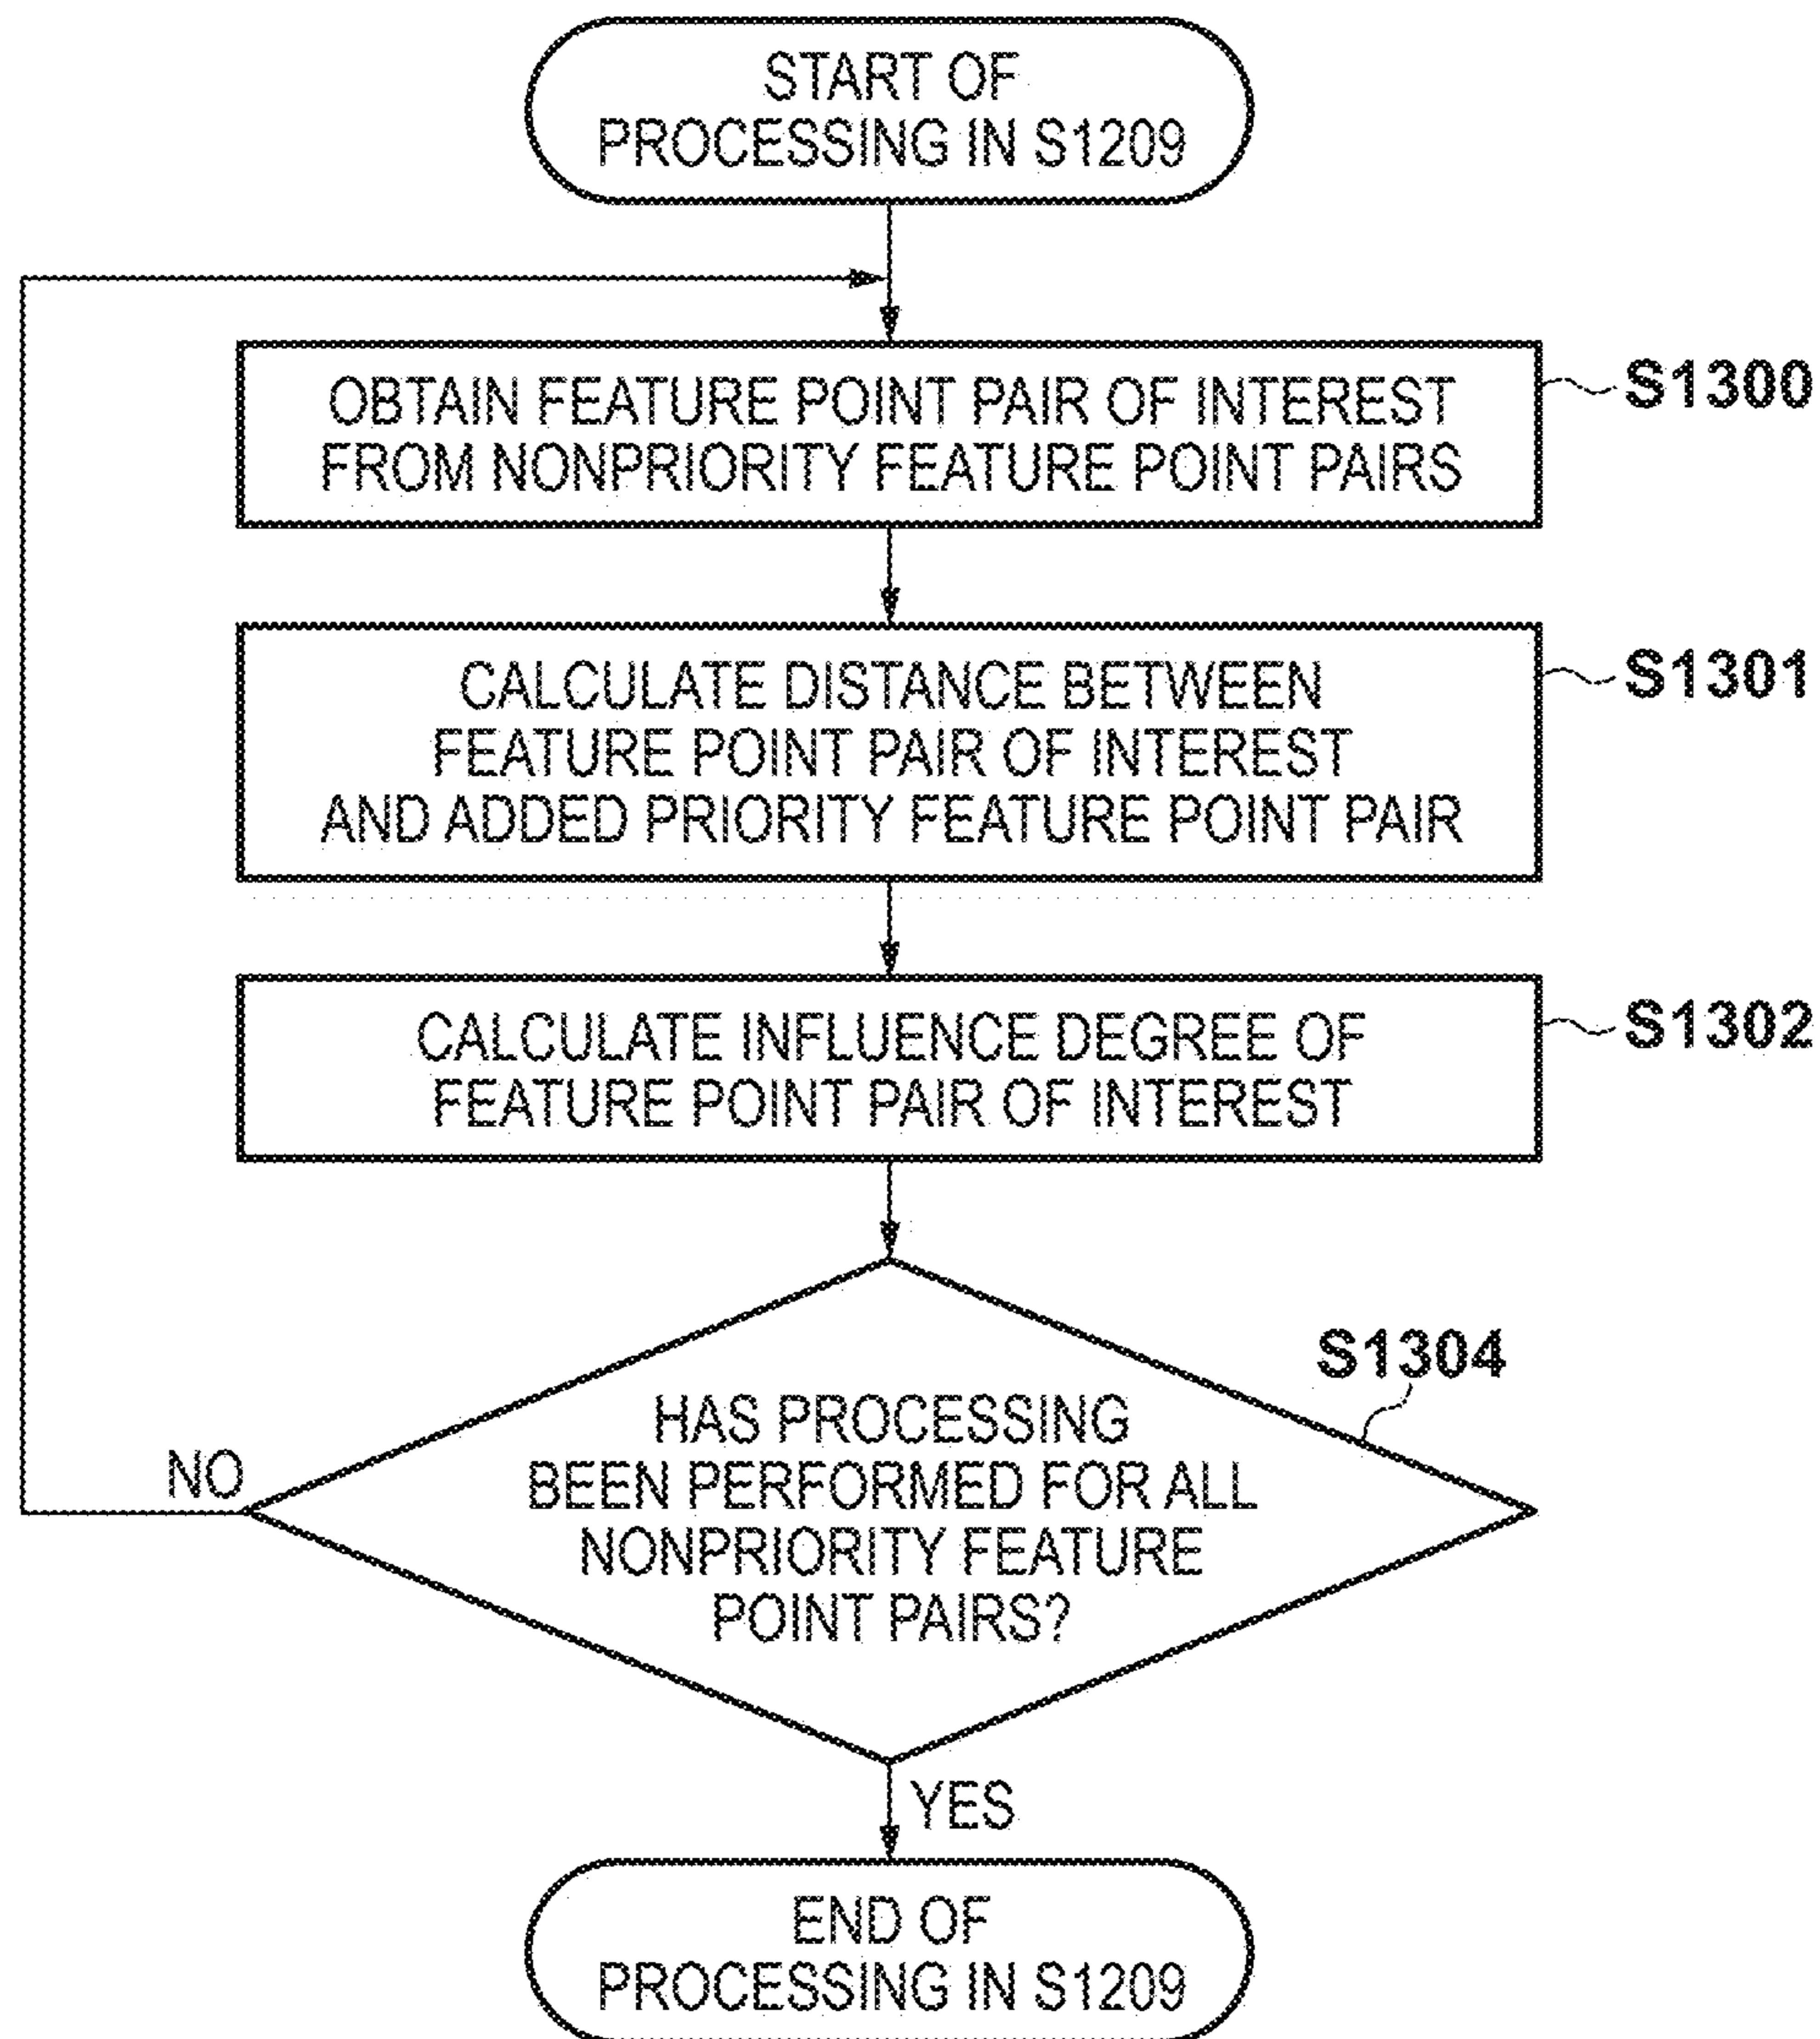 START OF
PROCESSING IN S1209
OBTAIN FEATURE POINT PAIR OF INTEREST
FROM NONPRIORITY FEATURE POINT PAIRS
S1300
CALCULATE DISTANCE BETWEEN
FEATURE POINT PAIR OF INTEREST
AND ADDED PRIORITY FEATURE POINT PAIR
S1301
CALCULATE INFLUENCE DEGREE OF
FEATURE POINT PAIR OF INTEREST
S1302
S1304
HAS PROCESSING
BEEN PERFORMED FOR ALL
NONPRIORITY FEATURE
POINT PAIRS?
NO
YES
END OF
PROCESSING IN S1209